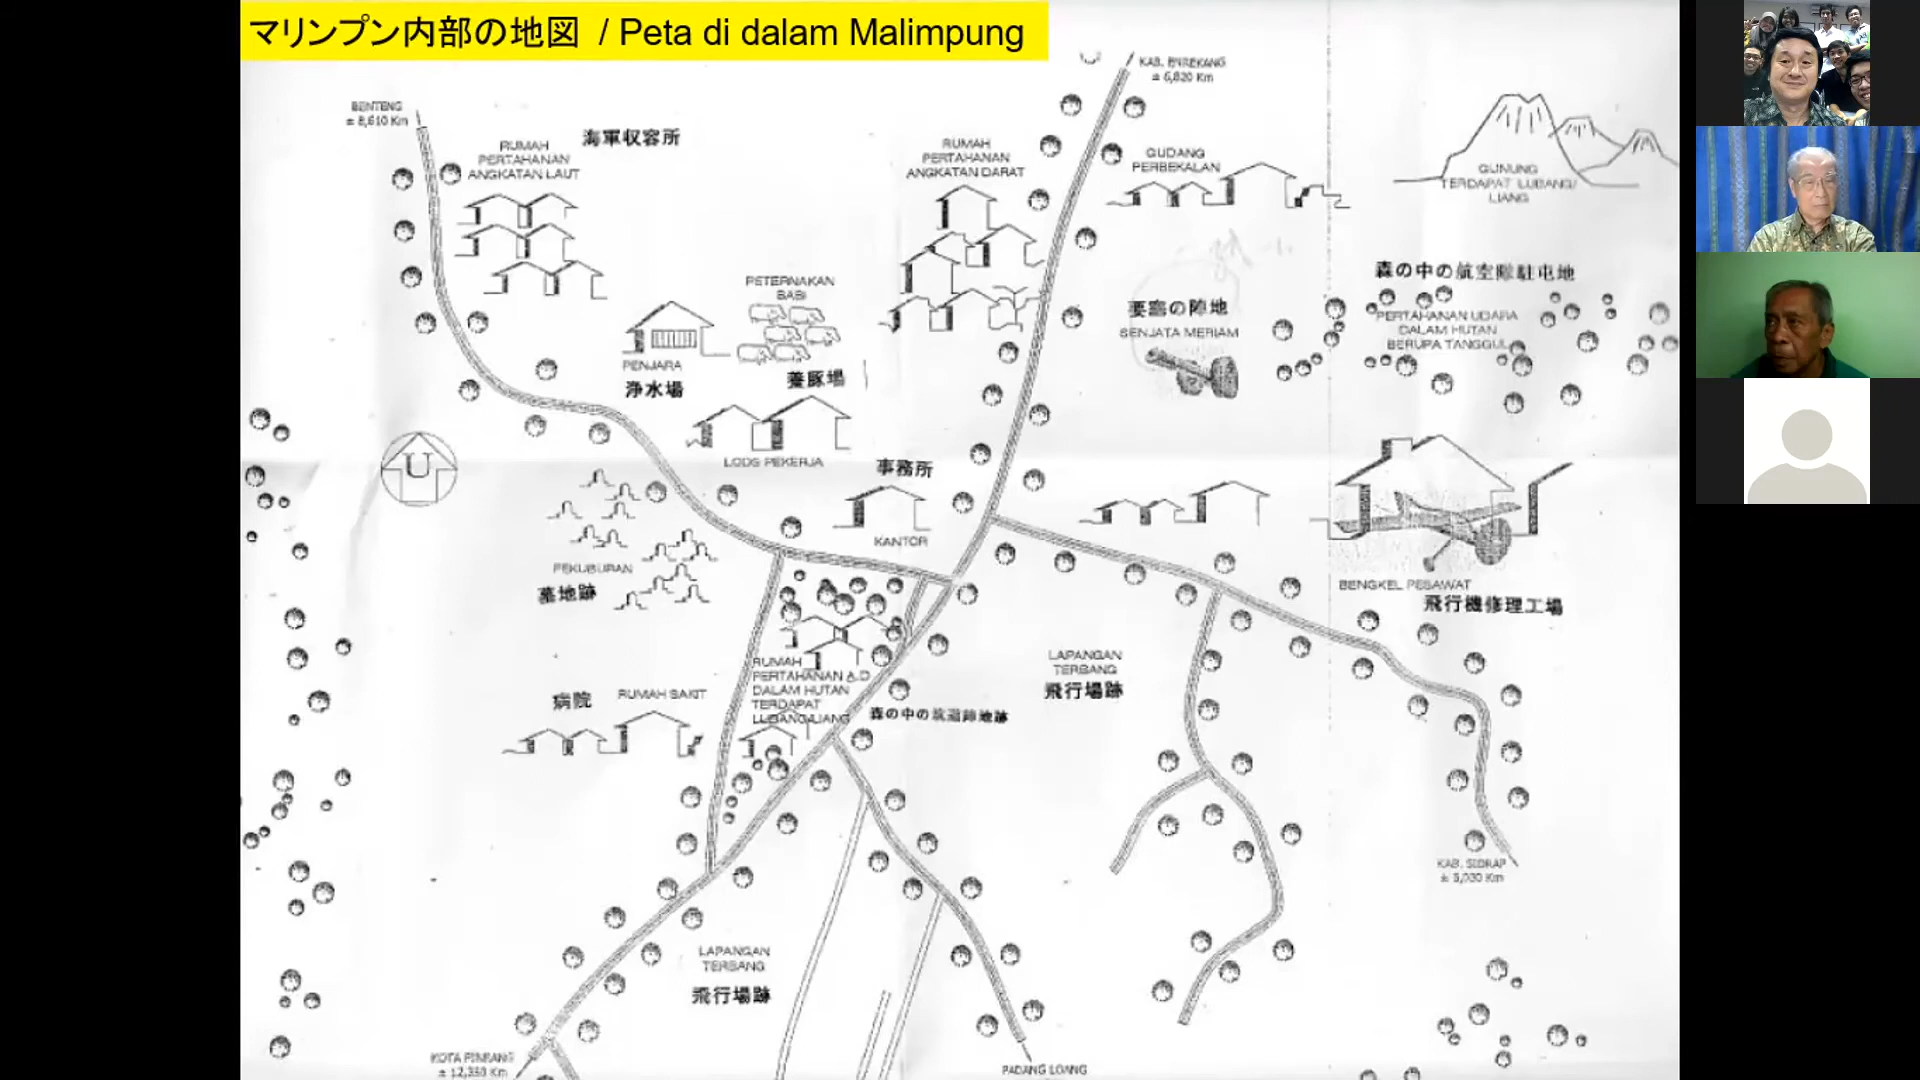 マリンプン内部の地図 / Peta di dalam Malimpung
KAB. ENREKANG
± 6,820 Km
BENTENG
± 8,610 Km
RUMAH
PERTAHANAN
ANGKATAN LAUT
海軍収容所
RUMAH
PERTAHANAN
ANGKATAN DARAT
GUDANG
PERBEKALAN
GUNUNG
TERDAPAT LUBANG/
LIANG
PETERNAKAN
BABI
養豚場
PENJARA
浄水場
要塞の陣地
SENJATA MERIAM
森の中の航空隊駐屯地
PERTAHANAN UDARA
DALAM HUTAN
BERUPA TANGGUL
LODS PEKERJA
事務所
KANTOR
U
PEKUBURAN
墓地跡
BENGKEL PESAWAT
飛行機修理工場
病院
RUMAH SAKIT
RUMAH
PERTAHANAN A.D
DALAM HUTAN
TERDAPAT
LUBANG/LIANG
LAPANGAN
TERBANG
飛行場跡
KAB. SIDRAP
LAPANGAN
TERBANG
飛行場跡
KOTA PINRANG
PADANG LOANG